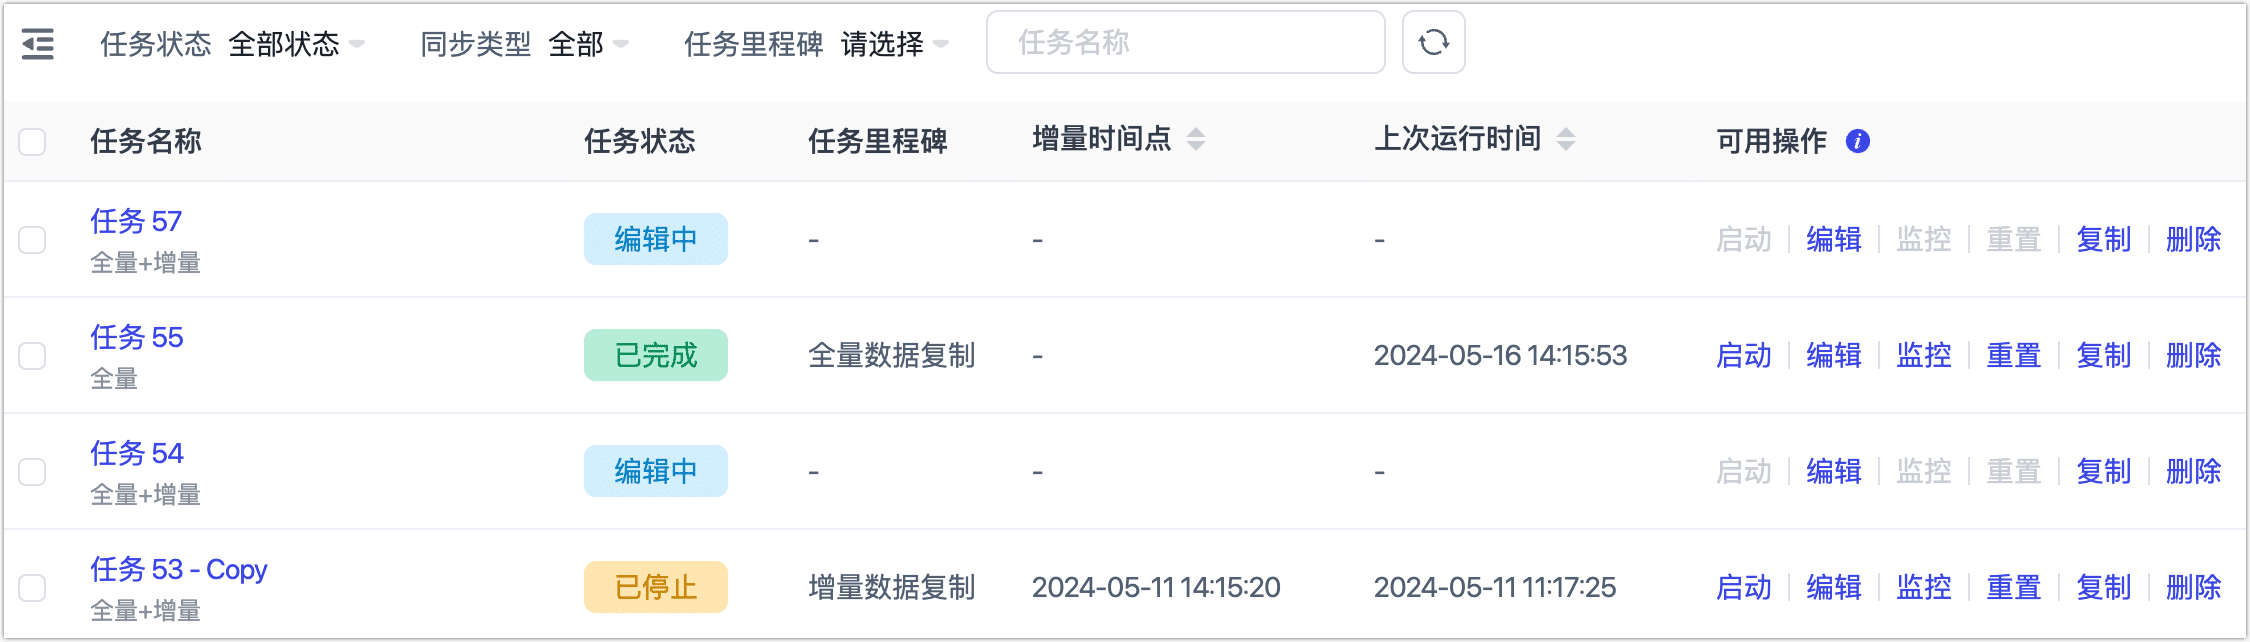 任务状态 全部状态 同步类型 全部 任务里程碑 请选择 任务名称
任务名称 任务状态 任务里程碑 增量时间点 上次运行时间 可用操作
任务 57 编辑中 - - - 启动 编辑 监控 重置 复制 删除
全量+增量
任务 55 已完成 全量数据复制 - 2024-05-16 14:15:53 启动 编辑 监控 重置 复制 删除
全量
任务 54 编辑中 - - - 启动 编辑 监控 重置 复制 删除
全量+增量
任务 53 - Copy 已停止 增量数据复制 2024-05-11 14:15:20 2024-05-11 11:17:25 启动 编辑 监控 重置 复制 删除
全量+增量